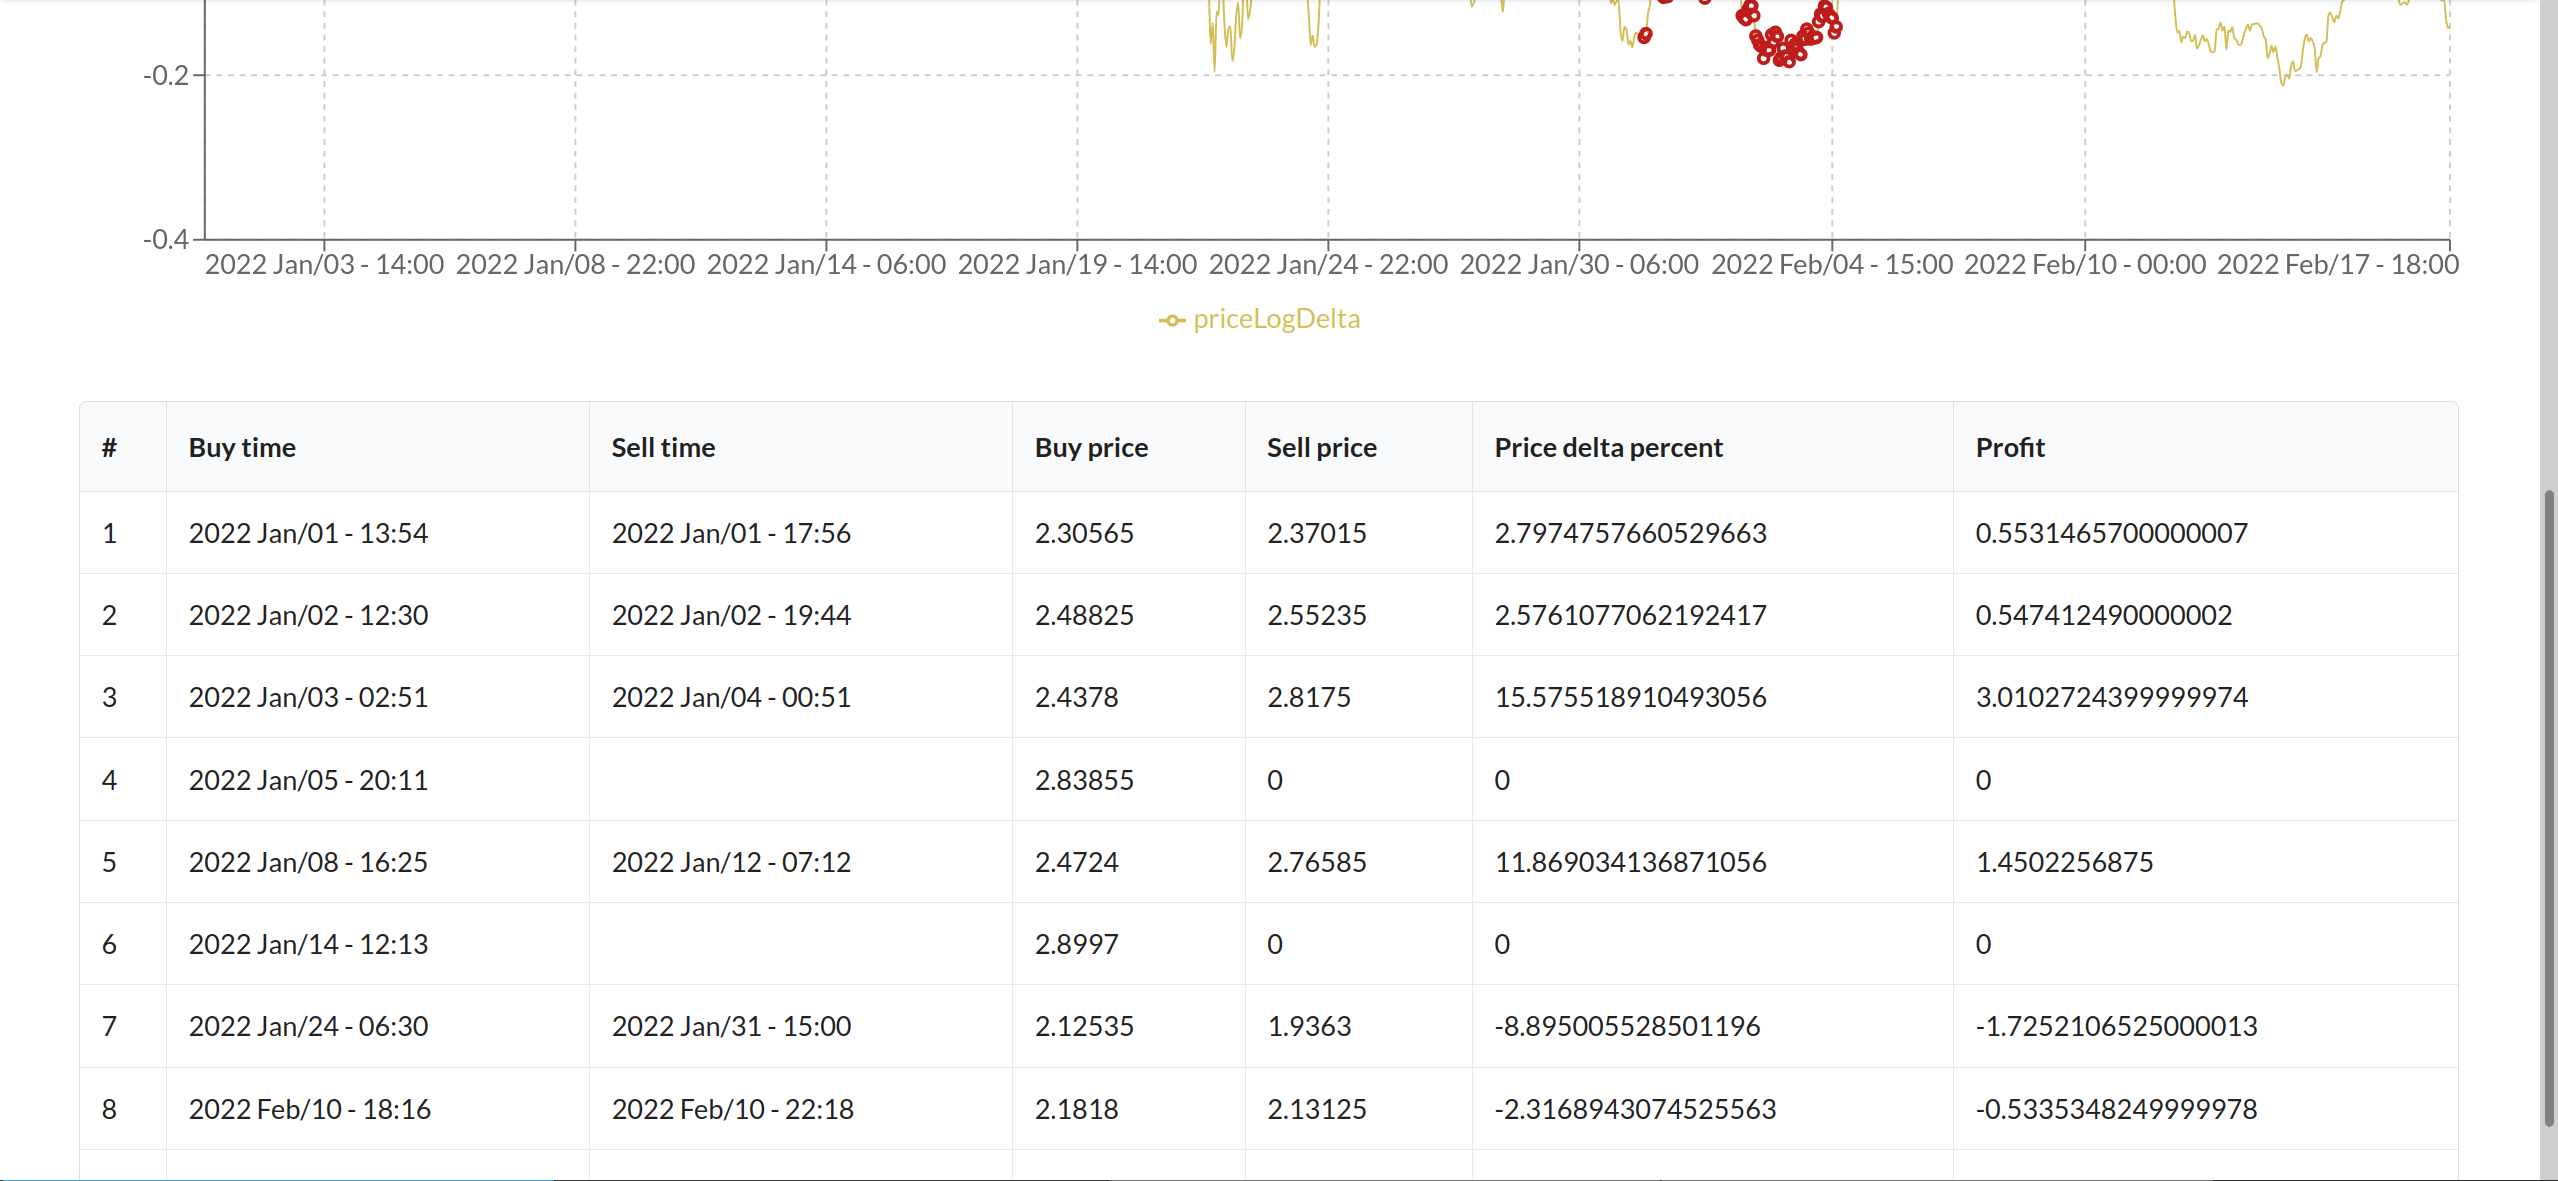 -0.2
-0.4
2022 Jan/03 - 14:00 2022 Jan/08 - 22:00 2022 Jan/14 - 06:00 2022 Jan/19 - 14:00 2022 Jan/24 - 22:00 2022 Jan/30 - 06:00 2022 Feb/04 - 15:00 2022 Feb/10 - 00:00 2022 Feb/17 - 18:00
priceLogDelta
# Buy time Sell time Buy price Sell price Price delta percent Profit
1 2022 Jan/01 - 13:54 2022 Jan/01 - 17:56 2.30565 2.37015 2.7974757660529663 0.5531465700000007
2 2022 Jan/02 - 12:30 2022 Jan/02 - 19:44 2.48825 2.55235 2.5761077062192417 0.547412490000002
3 2022 Jan/03 - 02:51 2022 Jan/04 - 00:51 2.4378 2.8175 15.575518910493056 3.0102724399999974
4 2022 Jan/05 - 20:11 2.83855 0 0 0
5 2022 Jan/08 - 16:25 2022 Jan/12 - 07:12 2.4724 2.76585 11.869034136871056 1.4502256875
6 2022 Jan/14 - 12:13 2.8997 0 0 0
7 2022 Jan/24 - 06:30 2022 Jan/31 - 15:00 2.12535 1.9363 -8.895005528501196 -1.7252106525000013
8 2022 Feb/10 - 18:16 2022 Feb/10 - 22:18 2.1818 2.13125 -2.3168943074525563 -0.5335348249999978